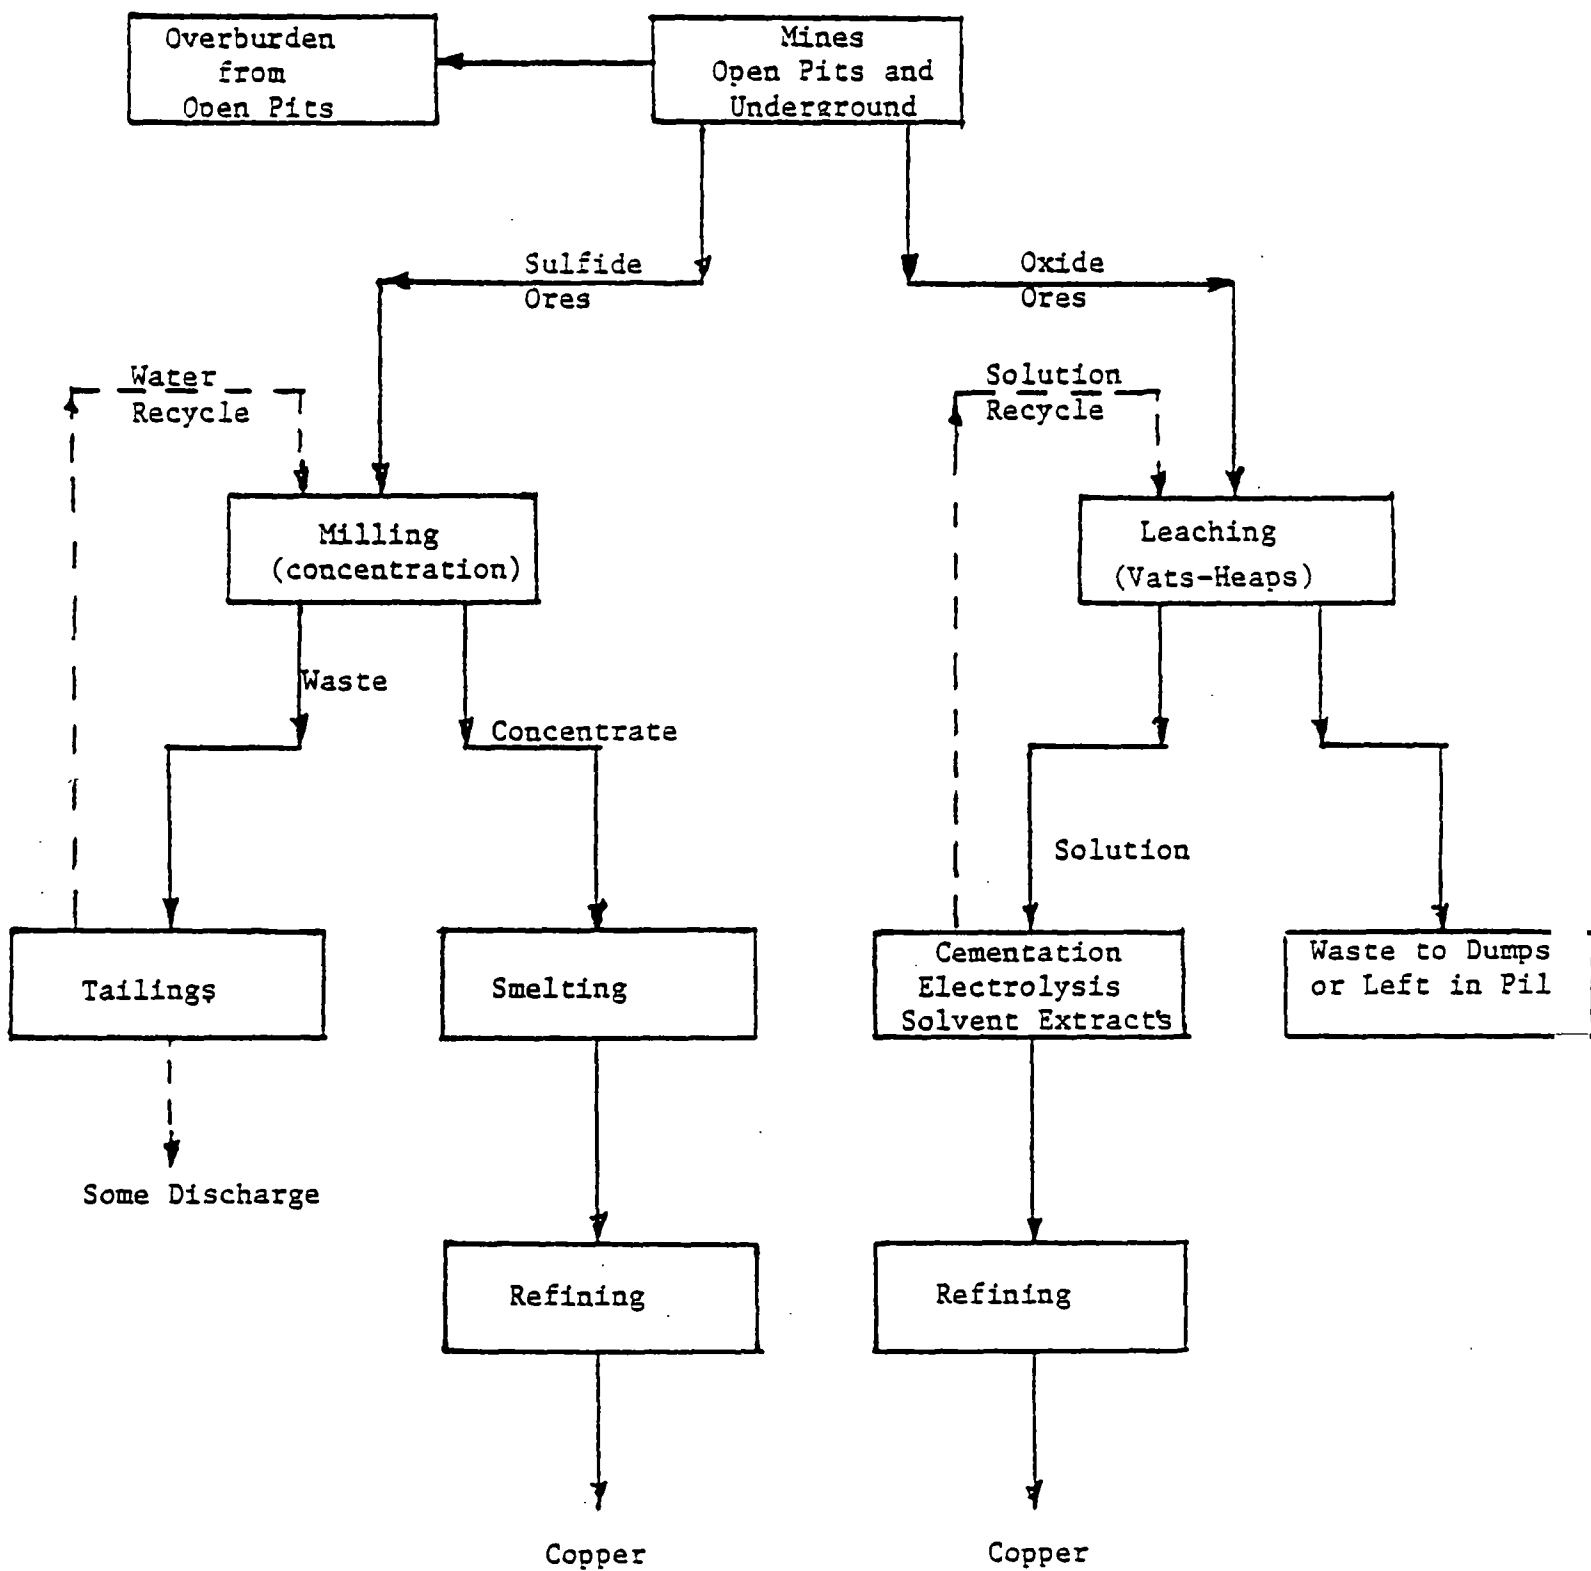 Overburden
from
Open Pits
Mines
Open Pits and
Underground
Sulfide
Ores
Oxide
Ores
Water
Recycle
Solution
Recycle
Milling
(concentration)
Leaching
(Vats-Heaps)
Waste
Concentrate
Solution
Tailings
Smelting
Cementation
Electrolysis
Solvent Extract's
Waste to Dumps
or Left in Pil
Some Discharge
Refining
Refining
Copper
Copper